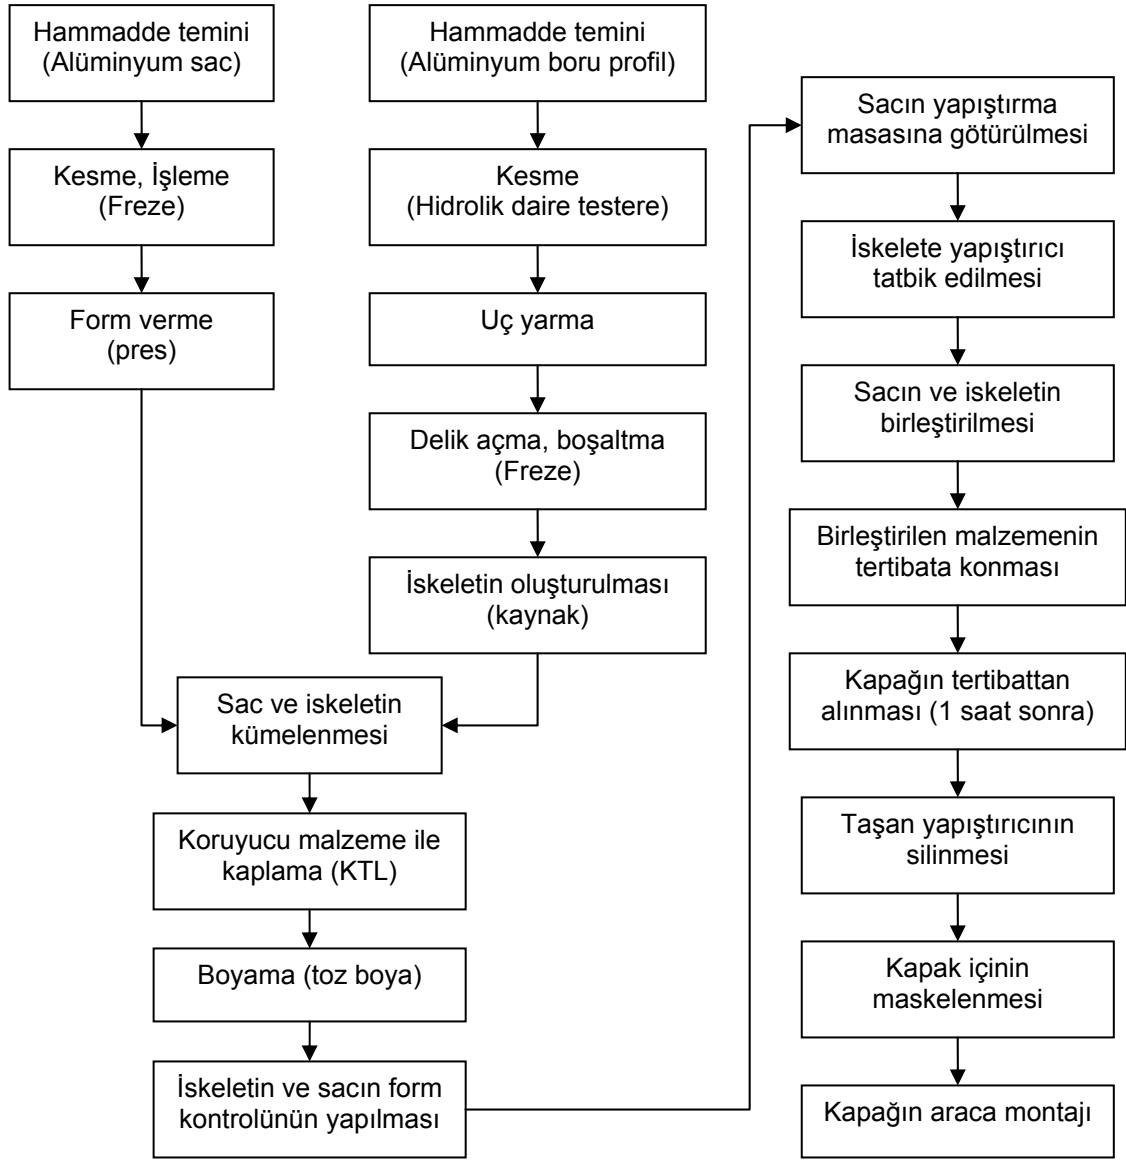 Hammadde temini
(Alüminyum sac)
Kesme, İşleme
(Freze)
Form verme
(pres)
Hammadde temini
(Alüminyum boru profil)
Kesme
(Hidrolik daire testere)
Uç yarma
Delik açma, boşaltma
(Freze)
İskeletin oluşturulması
(kaynak)
Sac ve iskeletin
kümelenmesi
Koruyucu malzeme ile
kaplama (KTL)
Boyama (toz boya)
İskeletin ve sacın form
kontrolünün yapılması
Sacın yapıştırma
masasına götürülmesi
İskelete yapıştırıcı
tatbik edilmesi
Sacın ve iskeletin
birleştirilmesi
Birleştirilen malzemenin
tertibata konması
Kapağın tertibattan
alınması (1 saat sonra)
Taşan yapıştırıcının
silinmesi
Kapak içinin
maskelenmesi
Kapağın araca montajı